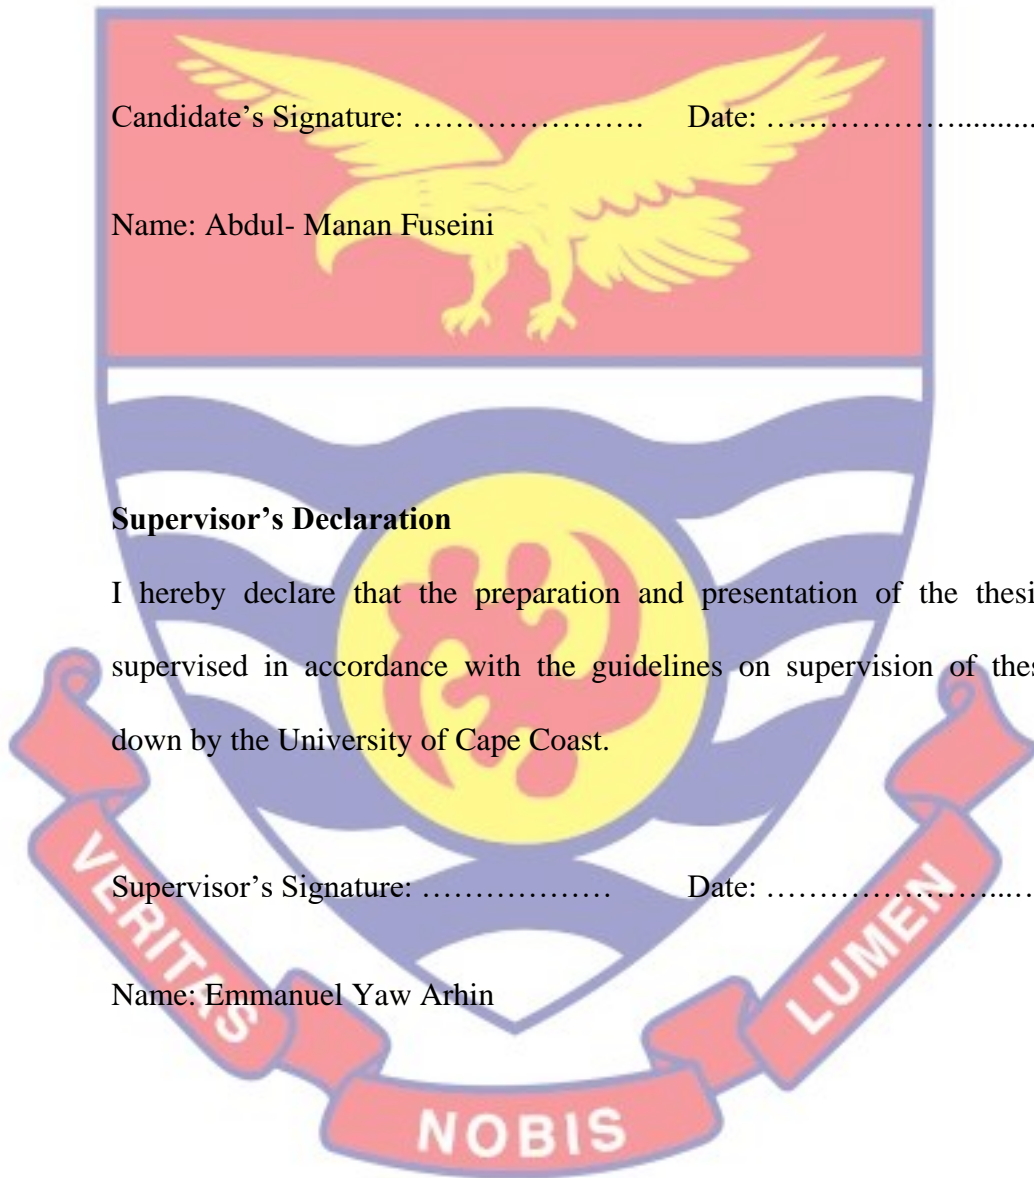 Candidate’s Signature: …………………. Date: ………………...........
Name: Abdul- Manan Fuseini
Supervisor’s Declaration
I hereby declare that the preparation and presentation of the thesi
supervised in accordance with the guidelines on supervision of thes
down by the University of Cape Coast.
Supervisor’s Signature: ……………… Date: …………………..…
Name: Emmanuel Yaw Arhin
VERITAS
NOBIS
LUMEN